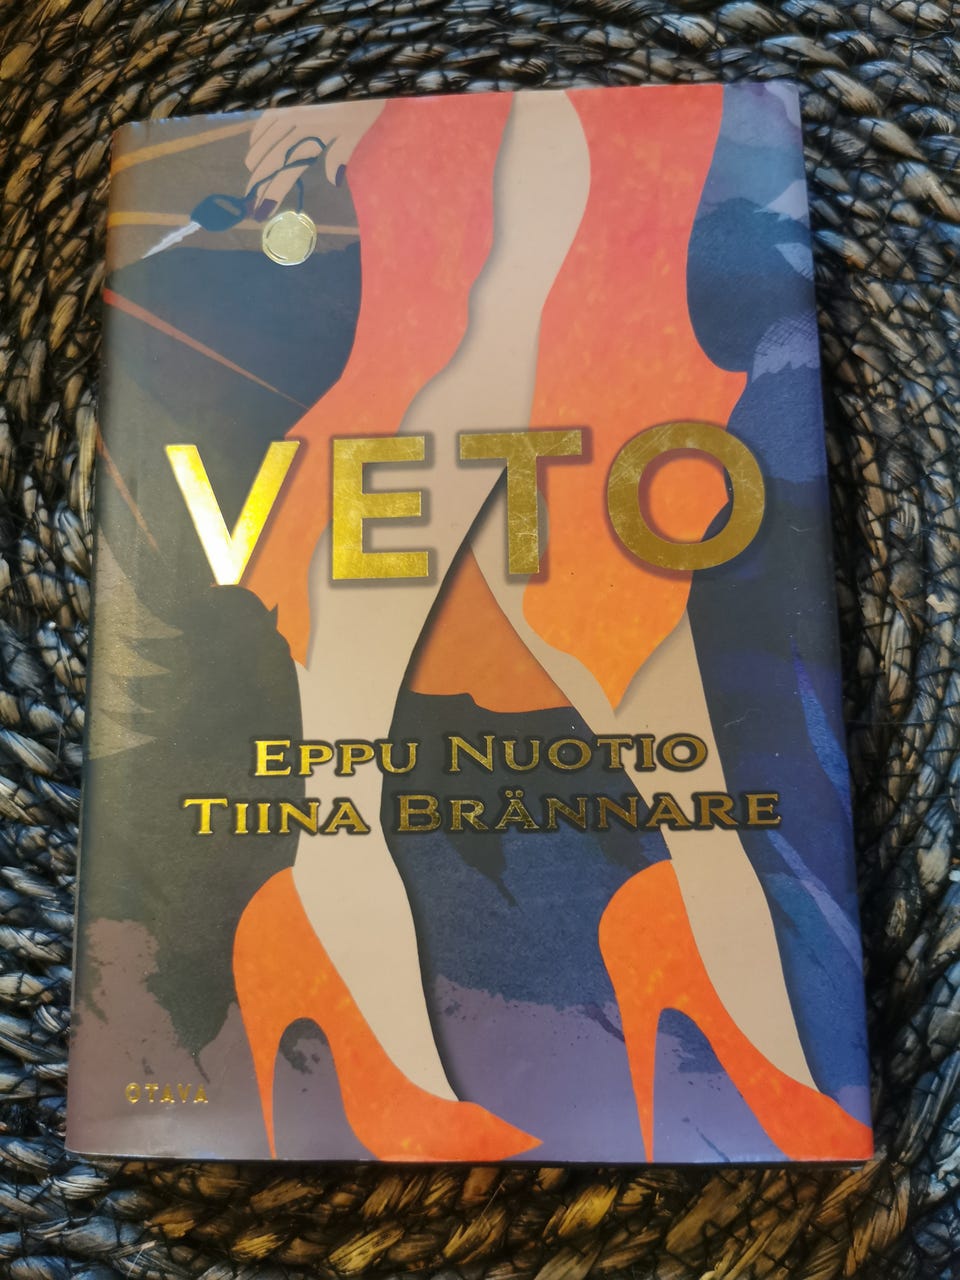 VETO
EPPU NUOTIO
TIINA BRÄNNARE
OTAVA